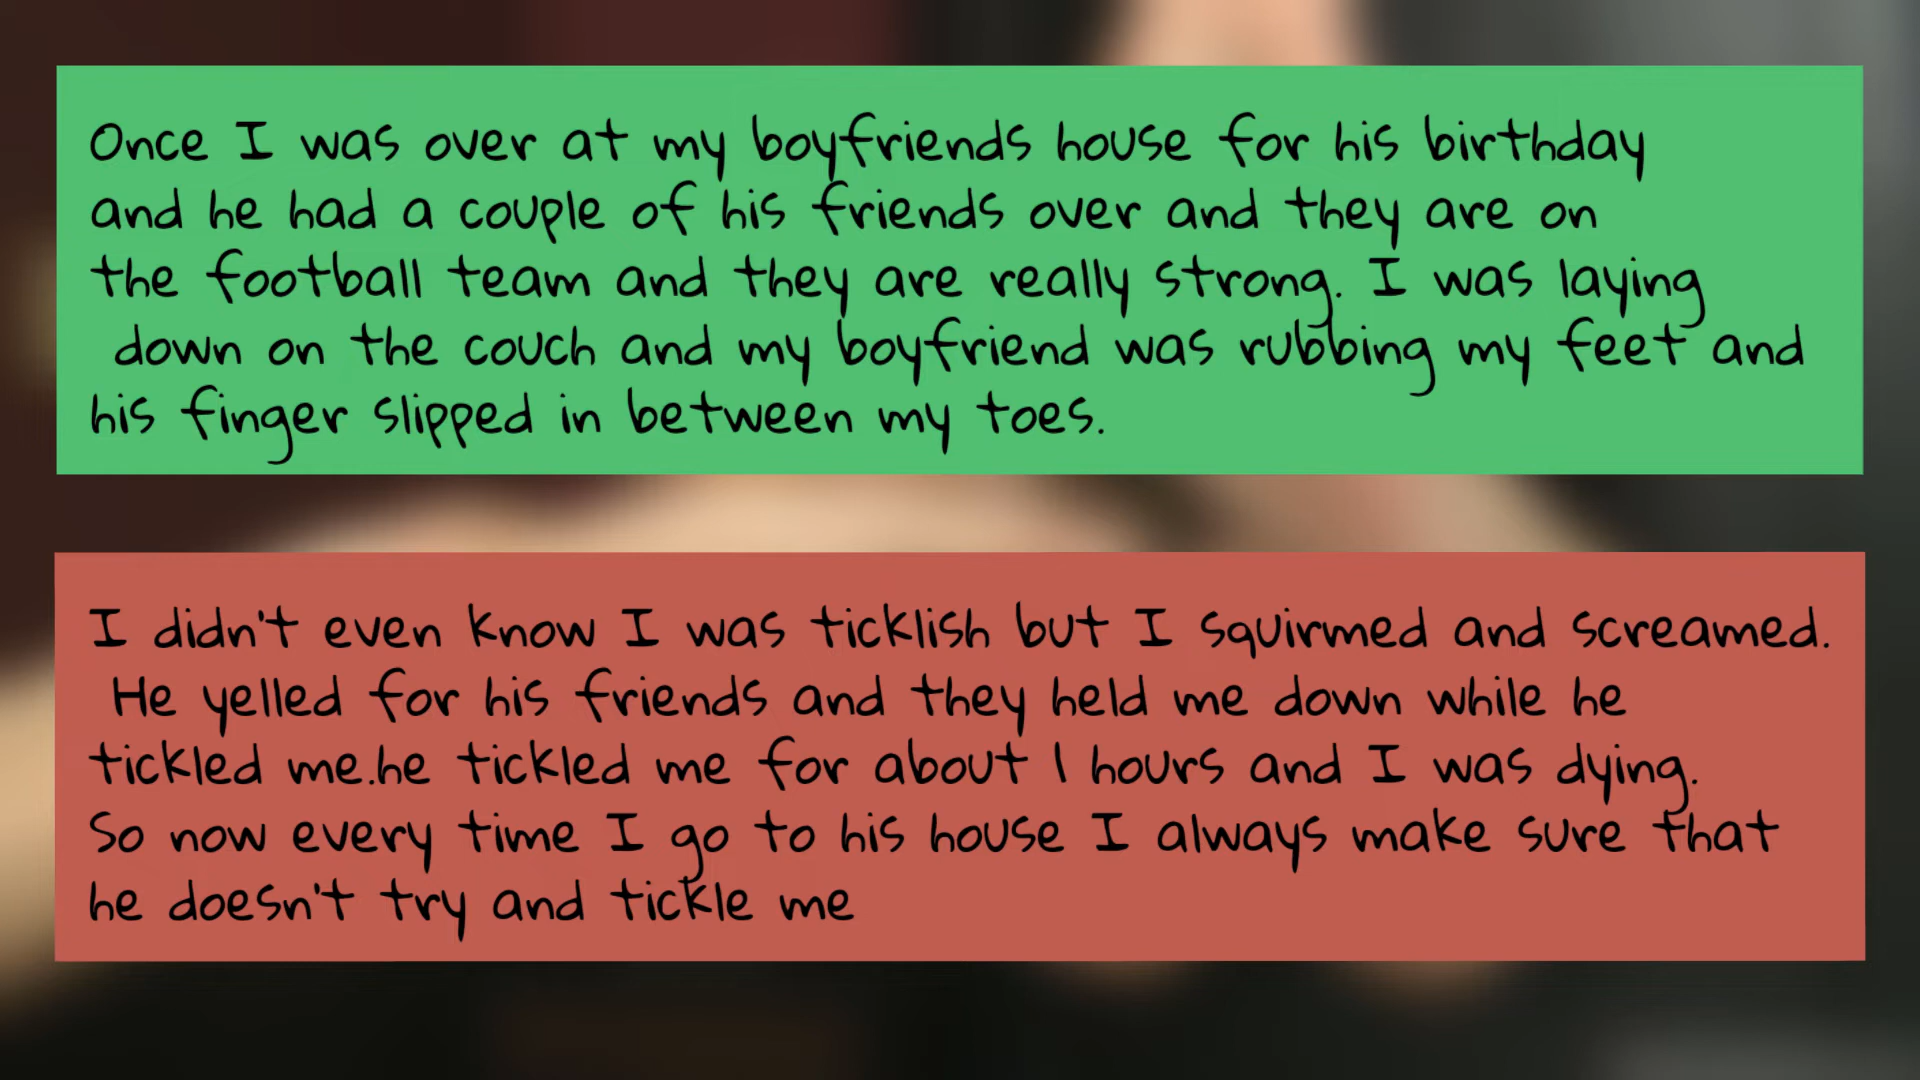 Once I was over at my boyfriends house for his birthday
and he had a couple of his friends over and they are on
the football team and they are really strong. I was laying
down on the couch and my boyfriend was rubbing my feet and
his finger slipped in between my toes.
I didn't even know I was ticklish but I squirmed and screamed.
He yelled for his friends and they held me down while he
tickled me.he tickled me for about 1 hours and I was dying.
So now every time I go to his house I always make sure that
he doesn't try and tickle me